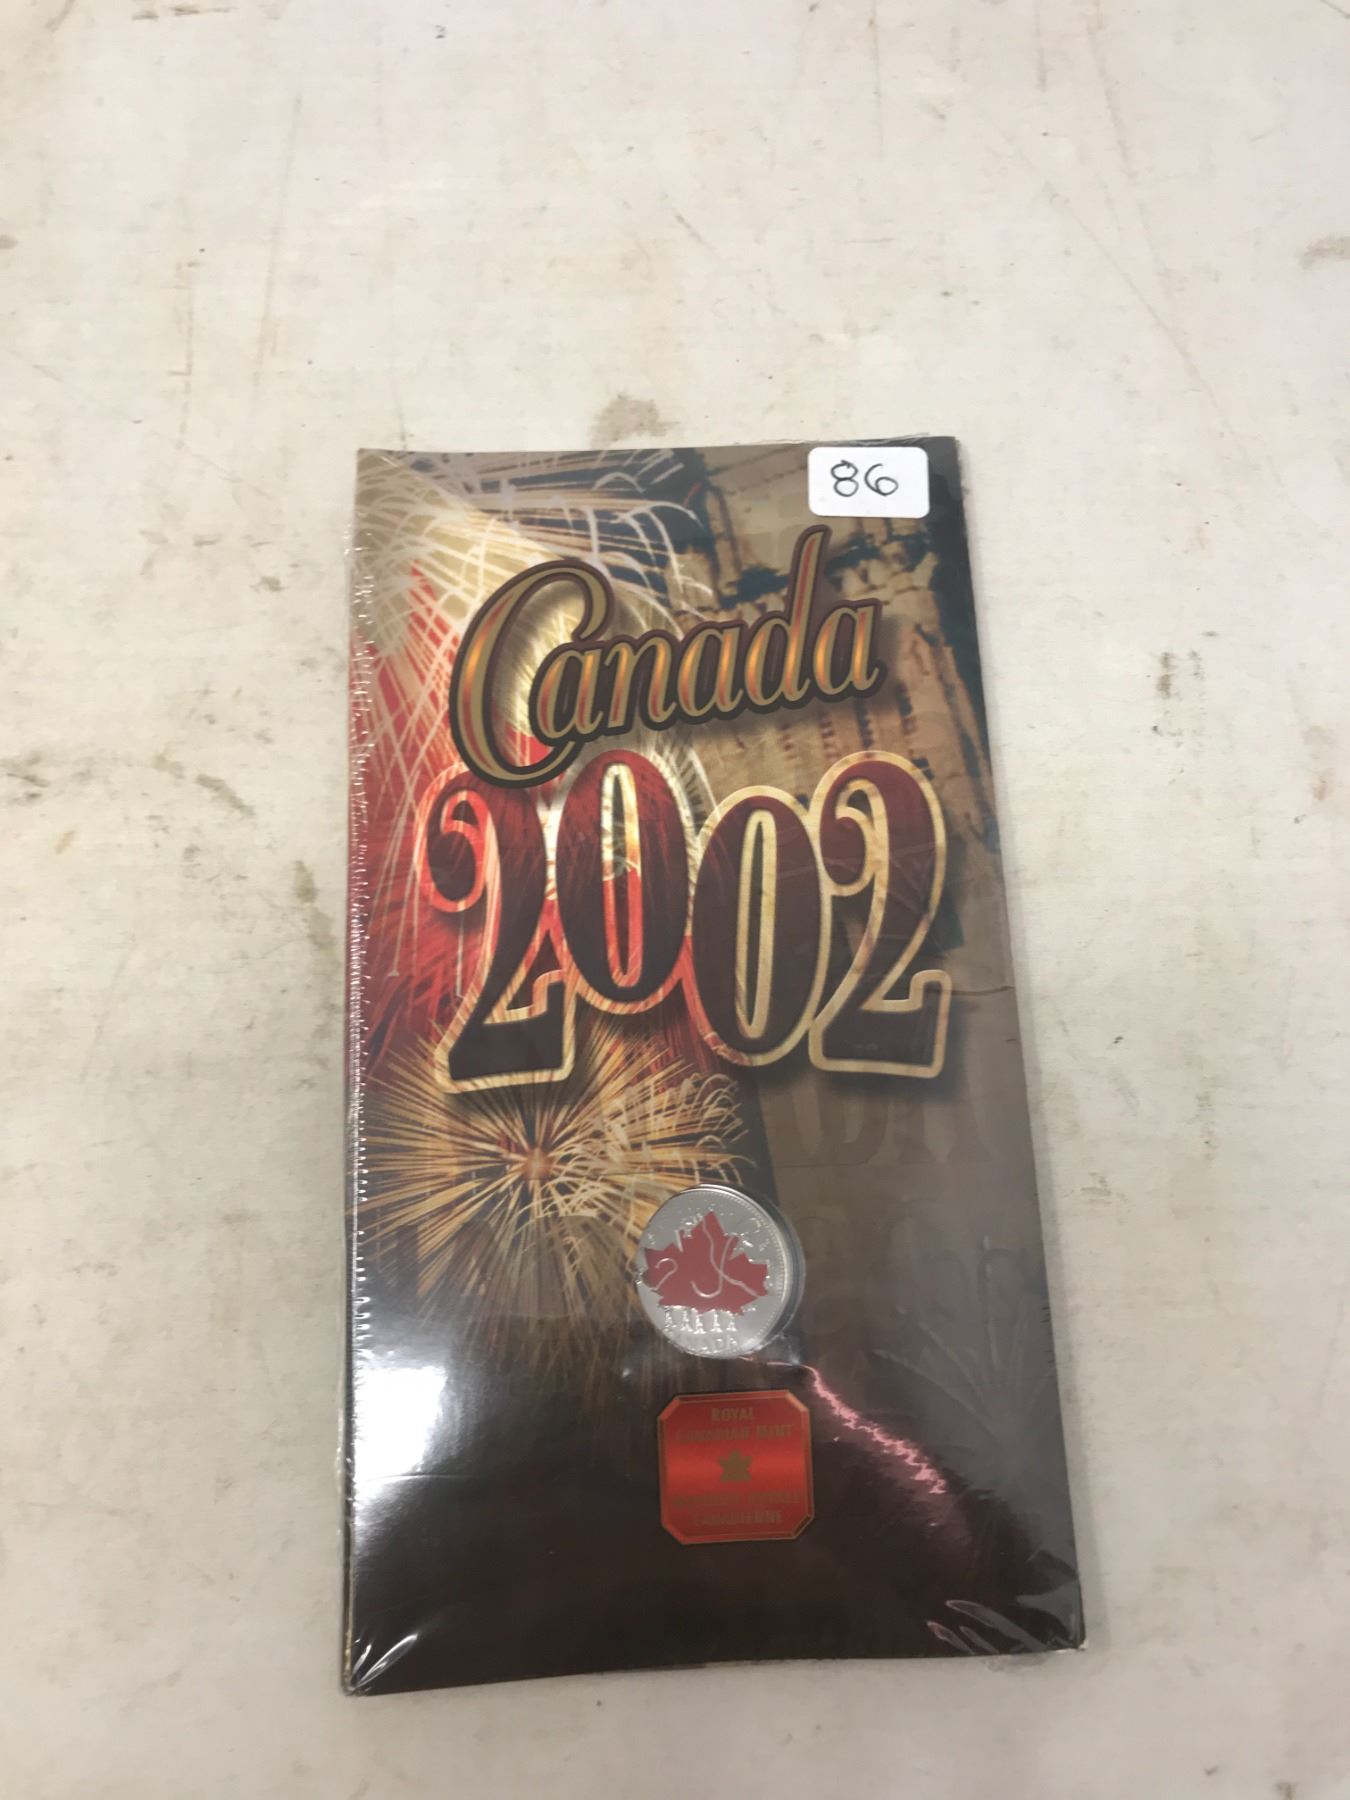 86
Canada
2002
ROYAL
CANADIAN MINT
MONNAIE ROYALE
CANADIENNE